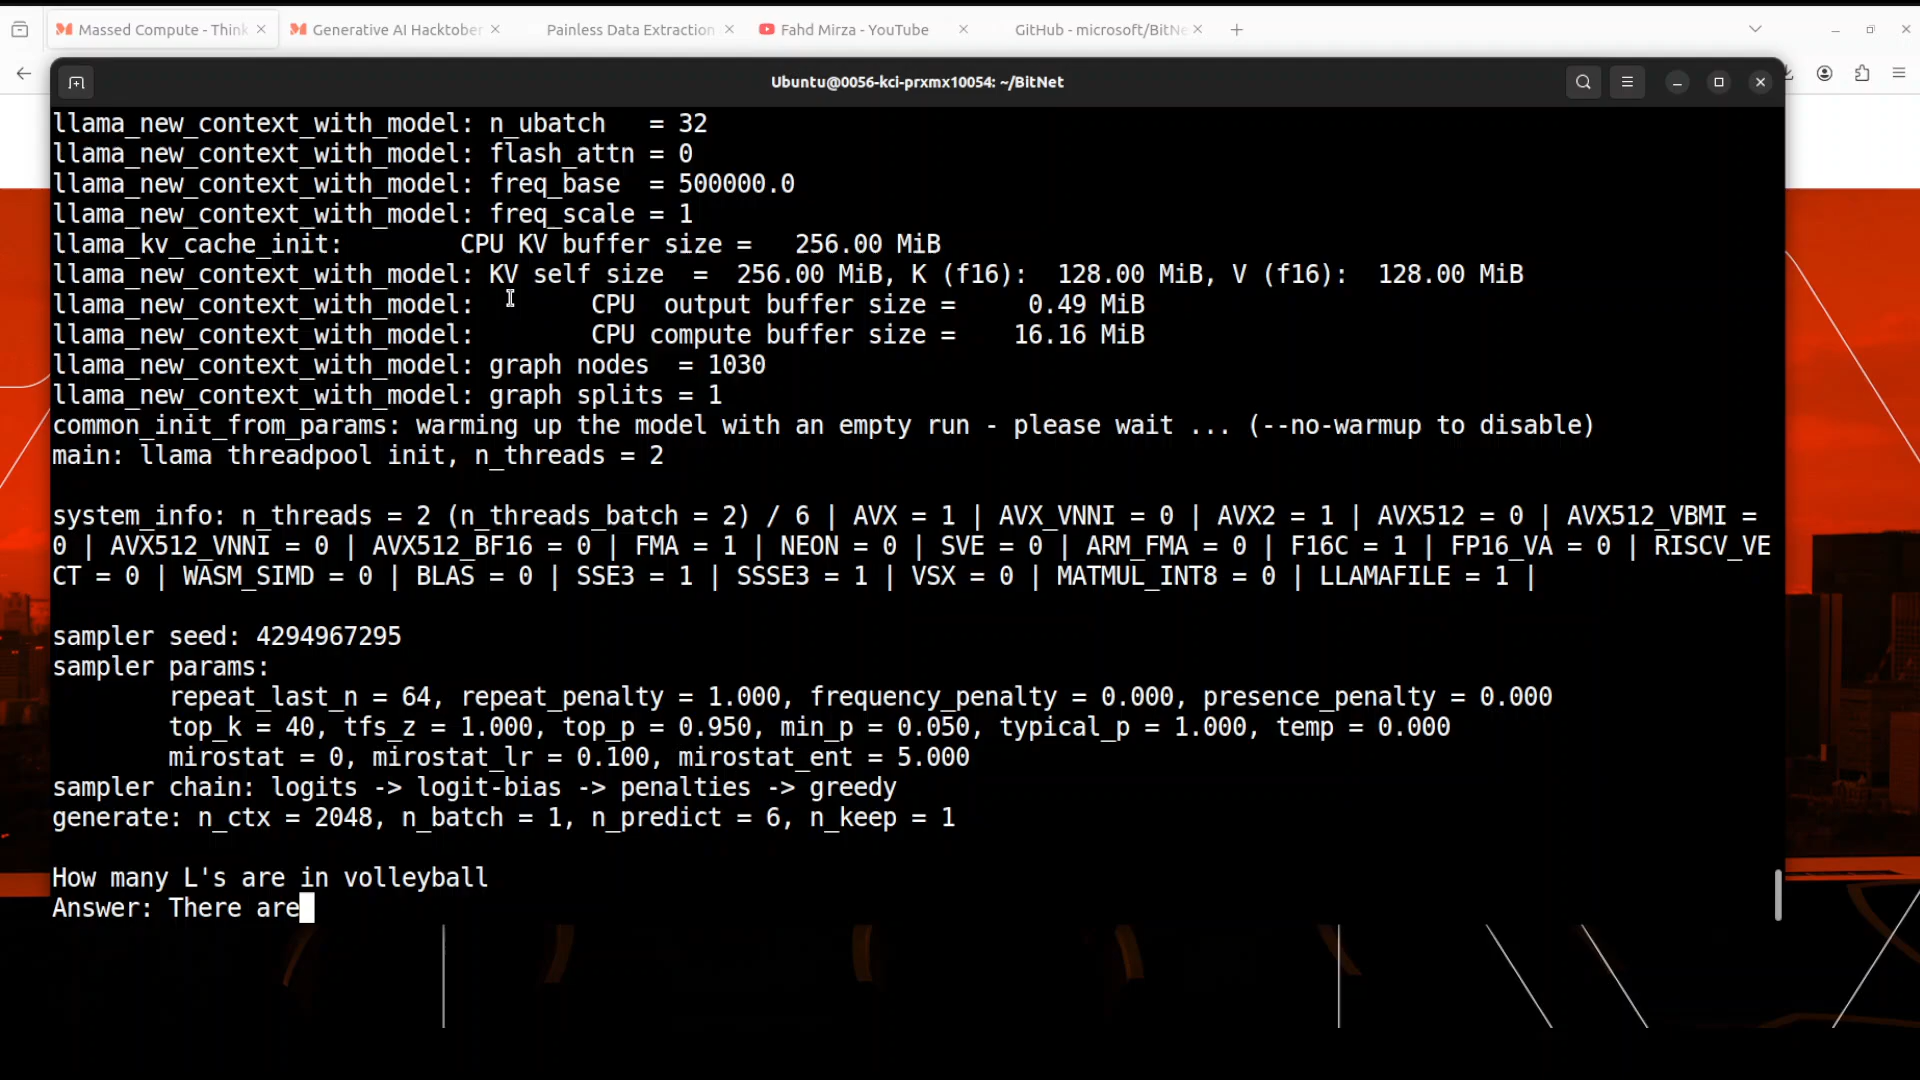 Massed Compute - Think
Generative AI Hacktober
Painless Data Extraction
Fahd Mirza - YouTube
GitHub - microsoft/BitNe
Ubuntu@0056-kci-prxmx10054: ~/BitNet
llama_new_context_with_model: n_ubatch   = 32
llama_new_context_with_model: flash_attn = 0
llama_new_context_with_model: freq_base  = 500000.0
llama_new_context_with_model: freq_scale = 1
llama_kv_cache_init:        CPU KV buffer size =   256.00 MiB
llama_new_context_with_model: KV self size  =  256.00 MiB, K (f16):  128.00 MiB, V (f16):  128.00 MiB
llama_new_context_with_model:        CPU  output buffer size =     0.49 MiB
llama_new_context_with_model:        CPU compute buffer size =    16.16 MiB
llama_new_context_with_model: graph nodes  = 1030
llama_new_context_with_model: graph splits = 1
common_init_from_params: warming up the model with an empty run - please wait ... (--no-warmup to disable)
main: llama threadpool init, n_threads = 2
system_info: n_threads = 2 (n_threads_batch = 2) / 6 | AVX = 1 | AVX_VNNI = 0 | AVX2 = 1 | AVX512 = 0 | AVX512_VBMI =
0 | AVX512_VNNI = 0 | AVX512_BF16 = 0 | FMA = 1 | NEON = 0 | SVE = 0 | ARM_FMA = 0 | F16C = 1 | FP16_VA = 0 | RISCV_VE
CT = 0 | WASM_SIMD = 0 | BLAS = 0 | SSE3 = 1 | SSSE3 = 1 | VSX = 0 | MATMUL_INT8 = 0 | LLAMAFILE = 1 |
sampler seed: 4294967295
sampler params:
repeat_last_n = 64, repeat_penalty = 1.000, frequency_penalty = 0.000, presence_penalty = 0.000
top_k = 40, tfs_z = 1.000, top_p = 0.950, min_p = 0.050, typical_p = 1.000, temp = 0.000
mirostat = 0, mirostat_lr = 0.100, mirostat_ent = 5.000
sampler chain: logits -> logit-bias -> penalties -> greedy
generate: n_ctx = 2048, n_batch = 1, n_predict = 6, n_keep = 1
How many L's are in volleyball
Answer: There are